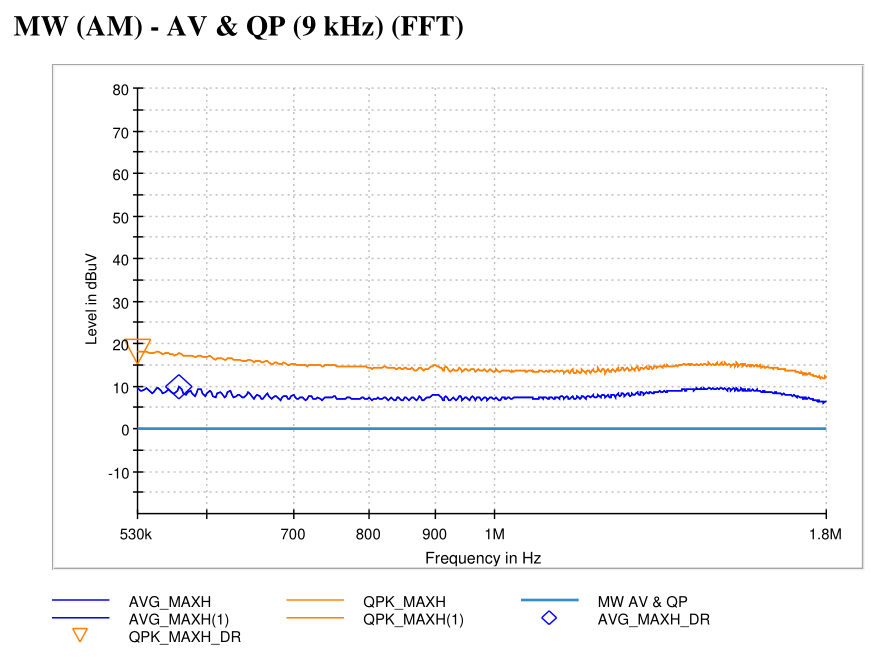 MW (AM) - AV & QP (9 kHz) (FFT)
80
70
60
50
40
30
20
10
0
-10
Level in dBuV
530k 700 800 900 1M 1.8M
Frequency in Hz
AVG_MAXH QPK_MAXH MW AV & QP
AVG_MAXH(1) QPK_MAXH(1) AVG_MAXH_DR
QPK_MAXH_DR